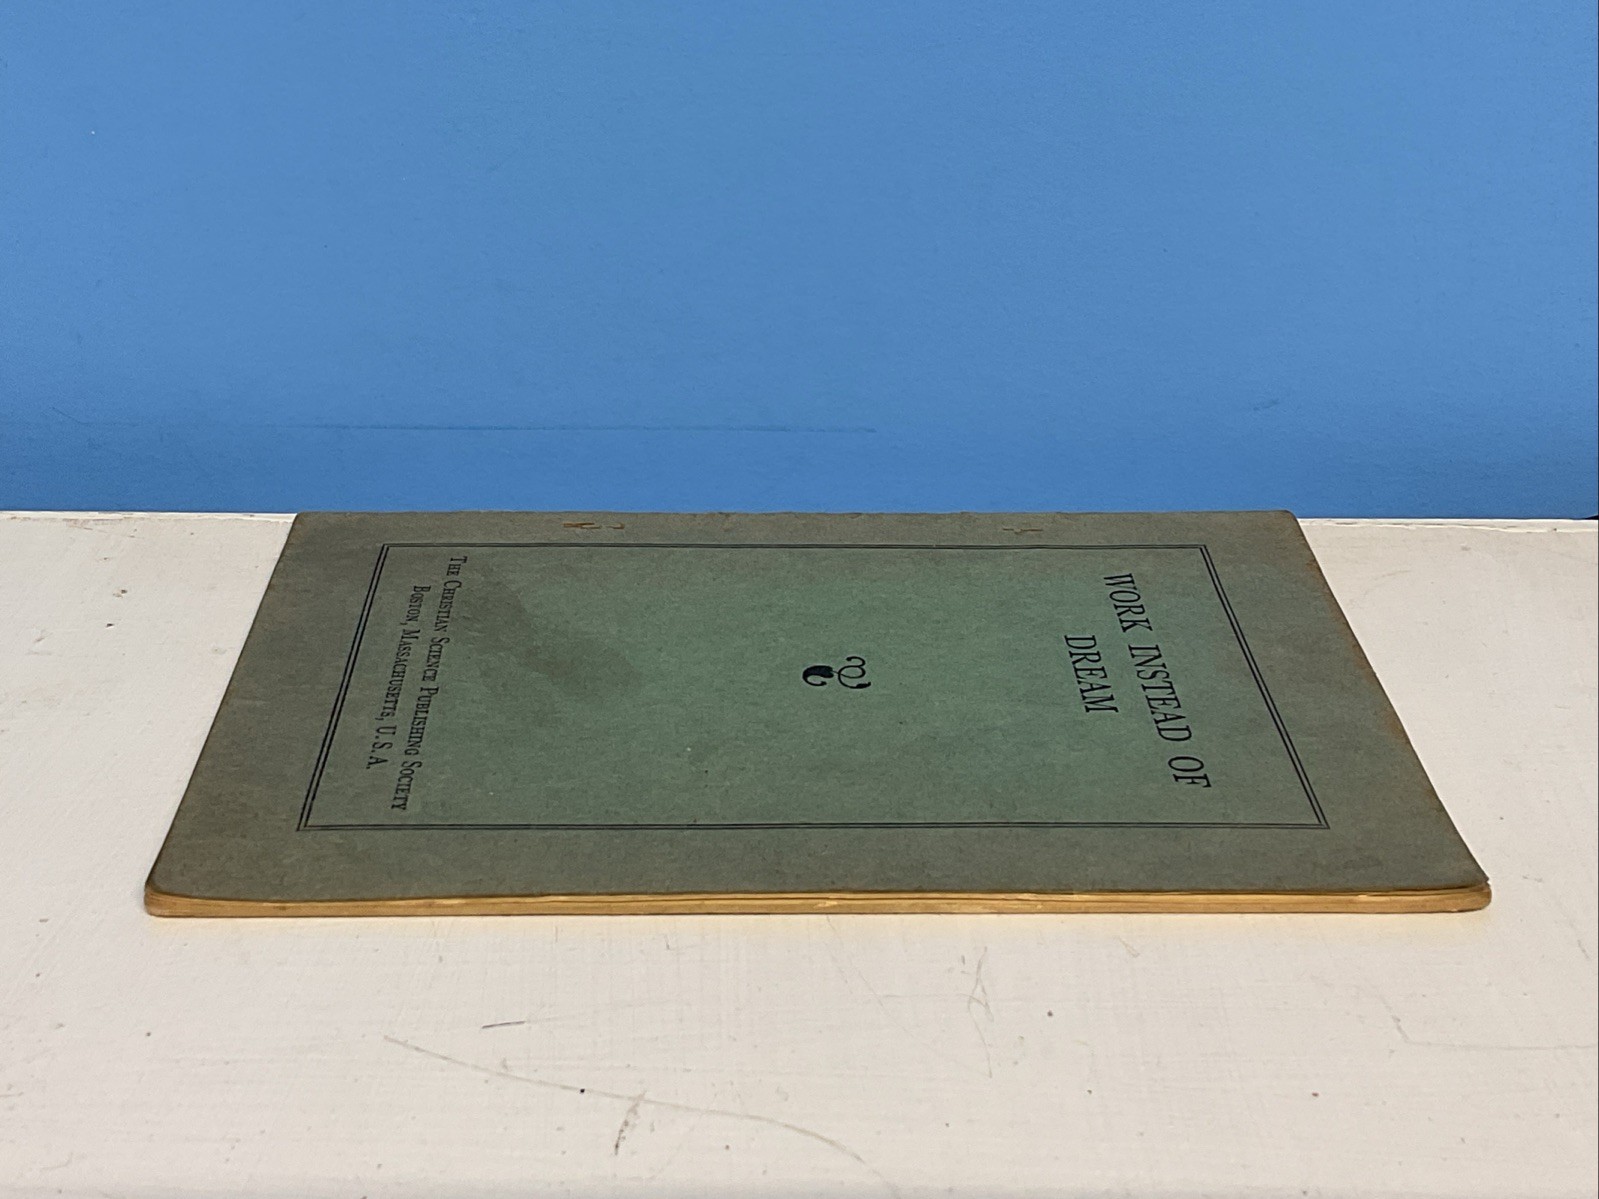 WORK INSTEAD OF
DREAM
THE CHRISTIAN SCIENCE PUBLISHING SOCIETY
BOSTON, MASSACHUSETTS, U. S. A.